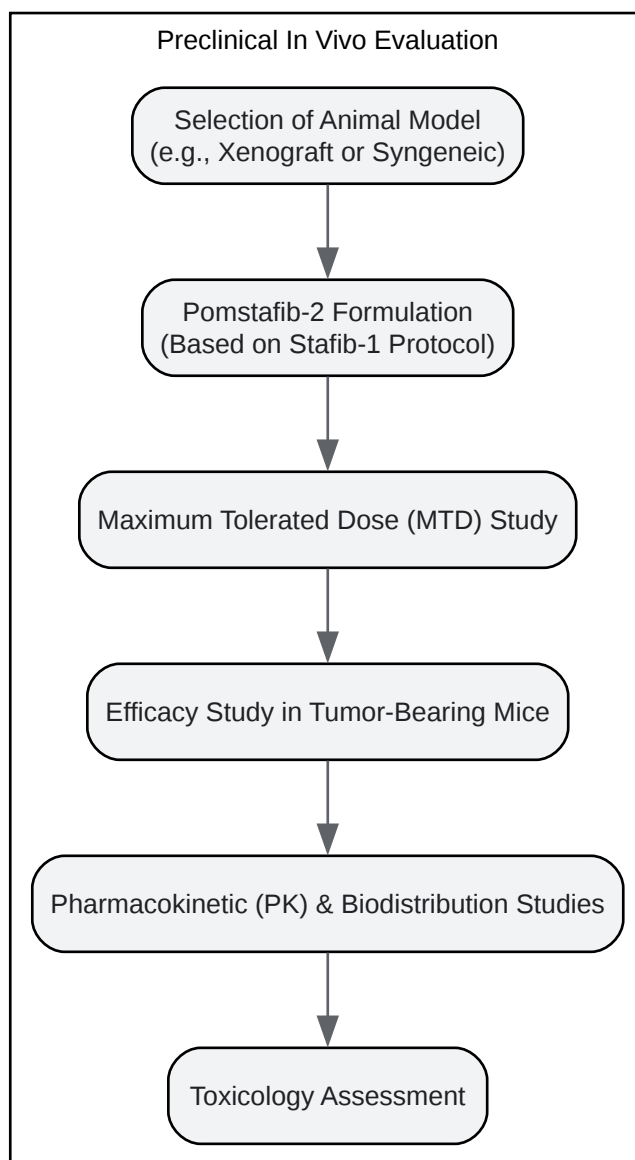 Preclinical In Vivo Evaluation
Selection of Animal Model
(e.g., Xenograft or Syngeneic)
Pomstafib-2 Formulation
(Based on Stafib-1 Protocol)
Maximum Tolerated Dose (MTD) Study
Efficacy Study in Tumor-Bearing Mice
Pharmacokinetic (PK) & Biodistribution Studies
Toxicology Assessment